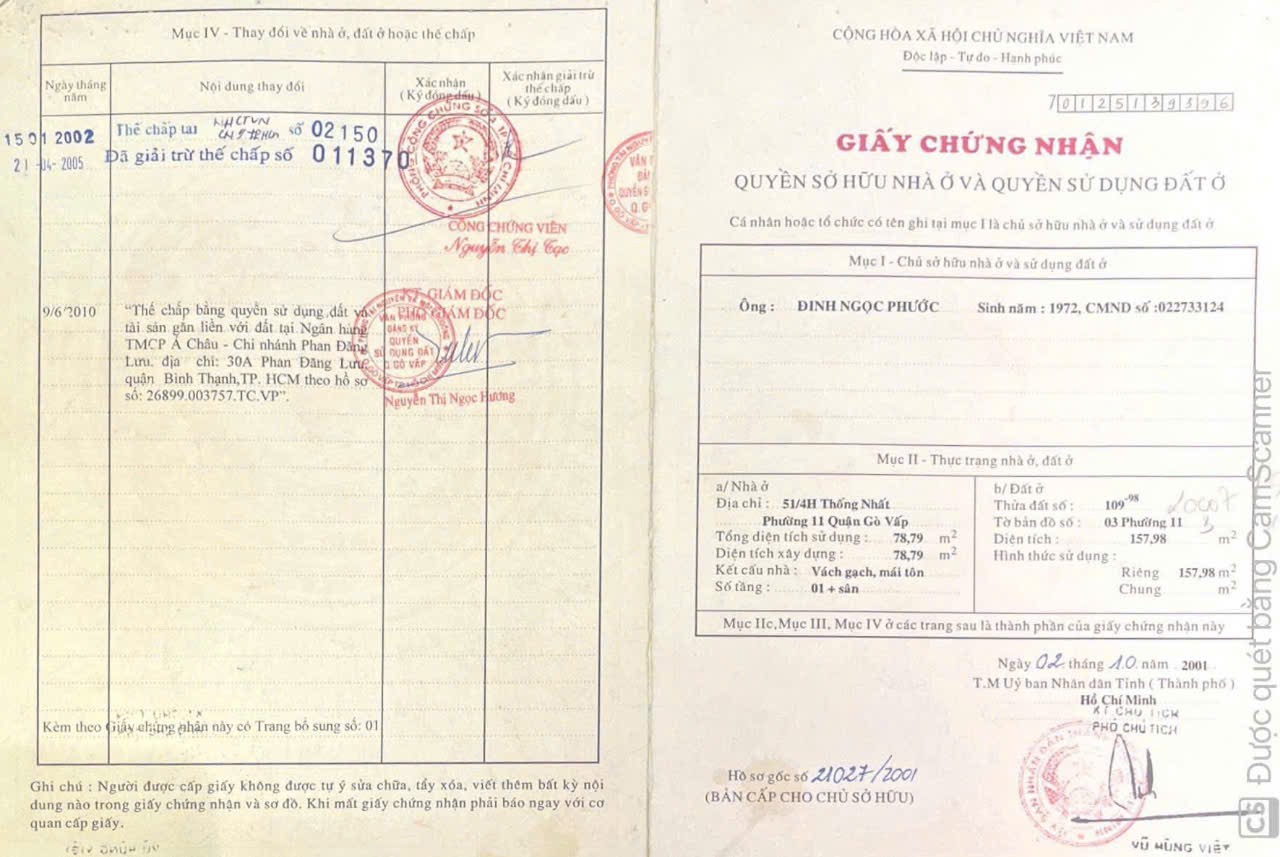 Mục IV - Thay đổi về nhà ở, đất ở hoặc thế chấp
Ngày tháng năm
Nội dung thay đổi
Xác nhận
(Ký đóng dấu)
Xác nhận giải trừ thế chấp
(Ký đóng dấu)
15 01 2002 Thế chấp tại NHCTVN số 02150
21 -04- 2005 Đã giải trừ thế chấp số 011370
CÔNG CHỨNG VIÊN
Nguyễn Thị Tạc
KT. GIÁM ĐỐC
PHÓ GIÁM ĐỐC
VĂN PHÒNG
ĐĂNG KÝ
QUYỀN
SỬ DỤNG ĐẤT
Q.GÒ VẤP
Nguyễn Thị Ngọc Hương
9/6/2010 "Thế chấp bằng quyền sử dụng đất và
tài sản gắn liền với đất tại Ngân hàng
TMCP Á Châu - Chi nhánh Phan Đăng
Lưu. địa chỉ: 30A Phan Đăng Lưu,
quận Bình Thạnh,TP. HCM theo hồ sơ
số: 26899.003757.TC.VP".
Kèm theo Giấy chứng nhận này có Trang bổ sung số: 01
Ghi chú : Người được cấp giấy không được tự ý sửa chữa, tẩy xóa, viết thêm bất kỳ nội
dung nào trong giấy chứng nhận và sơ đồ. Khi mất giấy chứng nhận phải báo ngay với cơ
quan cấp giấy.
CỘNG HÒA XÃ HỘI CHỦ NGHĨA VIỆT NAM
Độc lập - Tự do - Hạnh phúc
70125139396
GIẤY CHỨNG NHẬN
QUYỀN SỞ HỮU NHÀ Ở VÀ QUYỀN SỬ DỤNG ĐẤT Ở
Cá nhân hoặc tổ chức có tên ghi tại mục I là chủ sở hữu nhà ở và sử dụng đất ở
Mục I - Chủ sở hữu nhà ở và sử dụng đất ở
Ông : ĐINH NGỌC PHƯỚC Sinh năm : 1972, CMND số :022733124
Mục II - Thực trạng nhà ở, đất ở
a/ Nhà ở
Địa chỉ : 51/4H Thống Nhất
Phường 11 Quận Gò Vấp
Tổng diện tích sử dụng : 78,79 m²
Diện tích xây dựng : 78,79 m²
Kết cấu nhà : Vách gạch, mái tôn
Số tầng : 01 + sân
b/ Đất ở
Thửa đất số : 109-98
Tờ bản đồ số : 03 Phường 11 3
Diện tích : 157,98 m²
Hình thức sử dụng :
Riêng 157,98 m²
Chung m²
Mục IIc,Mục III, Mục IV ở các trang sau là thành phần của giấy chứng nhận này
Ngày 02 tháng 10 năm 2001
T.M Uỷ ban Nhân dân Tỉnh ( Thành phố )
Hồ Chí Minh
KT CHỦ TỊCH
PHÓ CHỦ TỊCH
VŨ HÙNG VIỆT
Hồ sơ gốc số 21027/2001
(BẢN CẤP CHO CHỦ SỞ HỮU)
CS Được quét bằng CamScanner